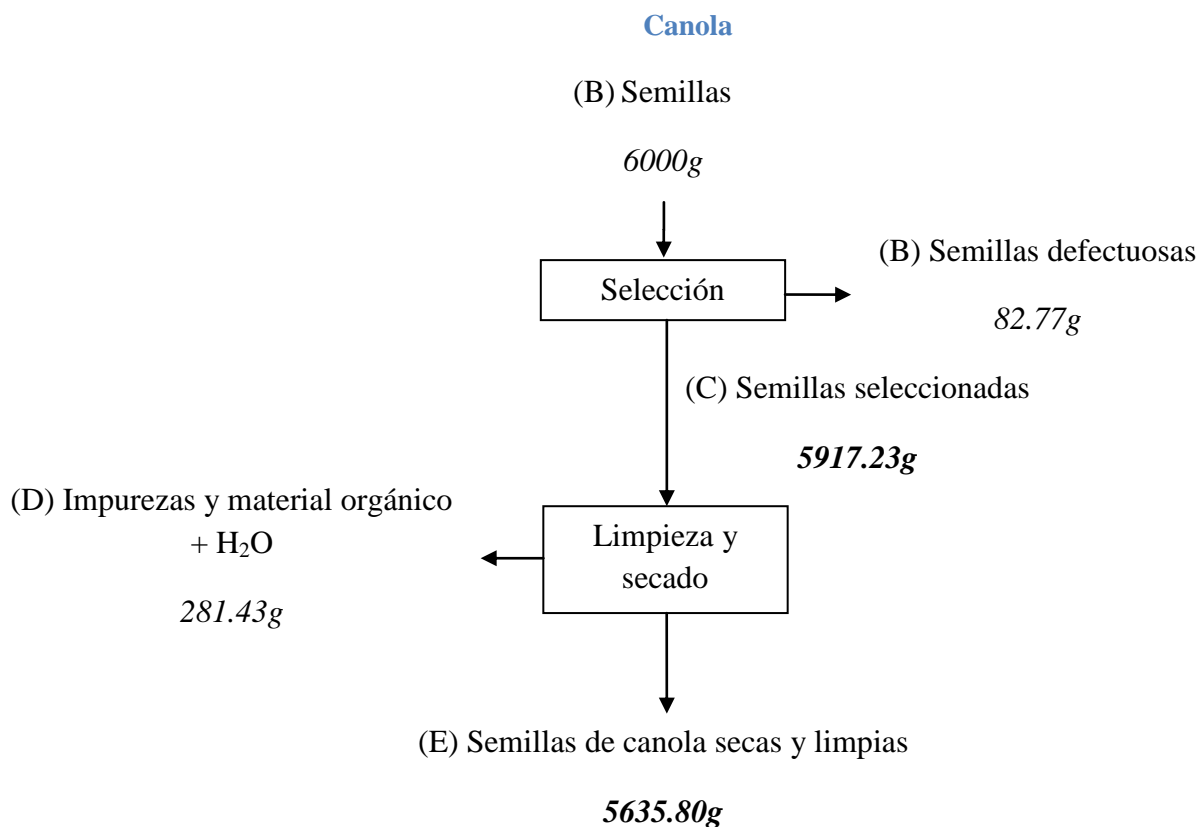 Canola
(B) Semillas
6000g
Selección
(B) Semillas defectuosas
82.77g
(C) Semillas seleccionadas
5917.23g
(D) Impurezas y material orgánico
+ H₂O
281.43g
Limpieza y
secado
(E) Semillas de canola secas y limpias
5635.80g